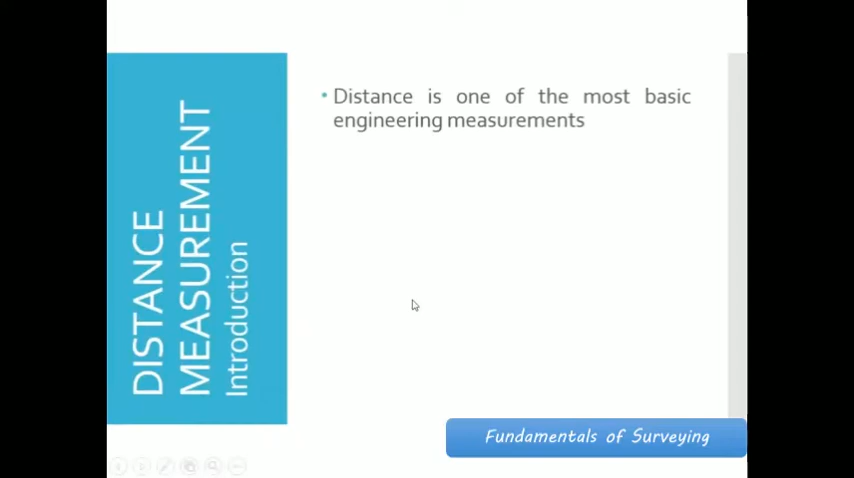 DISTANCE
MEASUREMENT
Introduction
• Distance is one of the most basic
engineering measurements
Fundamentals of Surveying